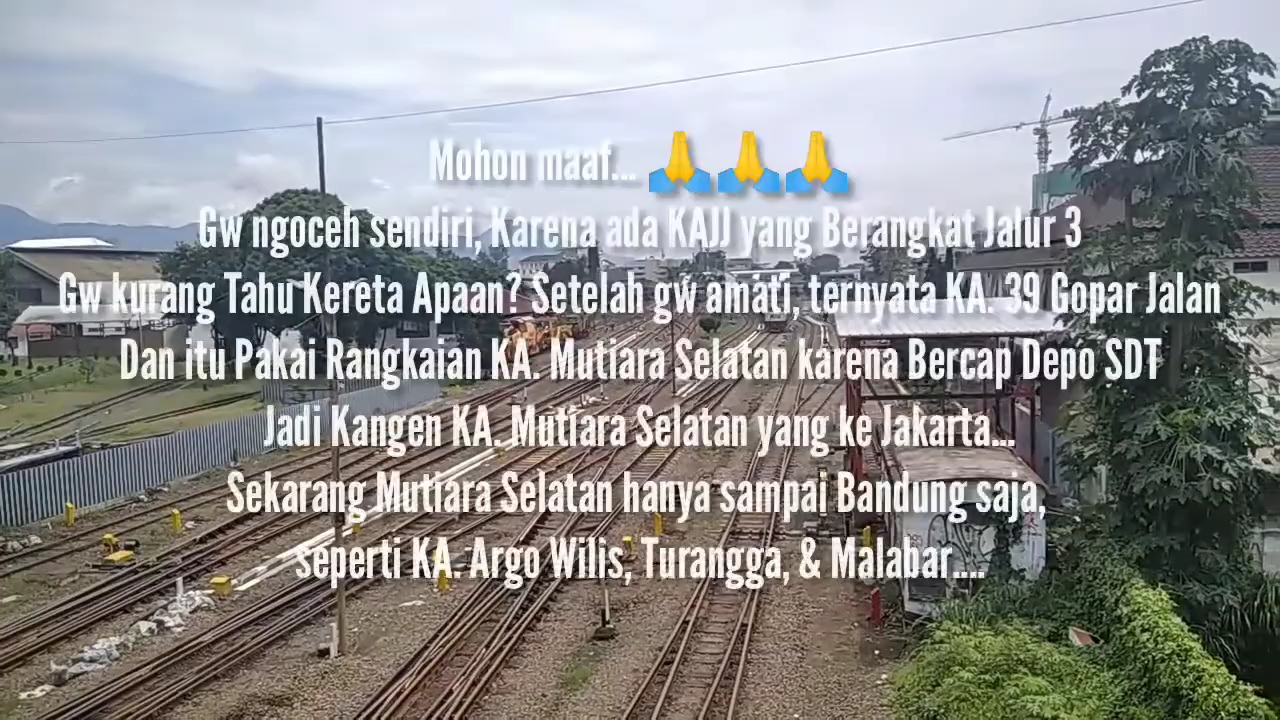 Mohon maaf... 🙏🙏🙏
Gw ngoceh sendiri, Karena ada KAJJ yang Berangkat Jalur 3
Gw kurang Tahu Kereta Apaan? Setelah gw amati, ternyata KA. 39 Gopar Jalan
Dan itu Pakai Rangkaian KA. Mutiara Selatan karena Bercap Depo SDT
Jadi Kangen KA. Mutiara Selatan yang ke Jakarta...
Sekarang Mutiara Selatan hanya sampai Bandung saja,
seperti KA. Argo Wilis, Turangga, & Malabar....